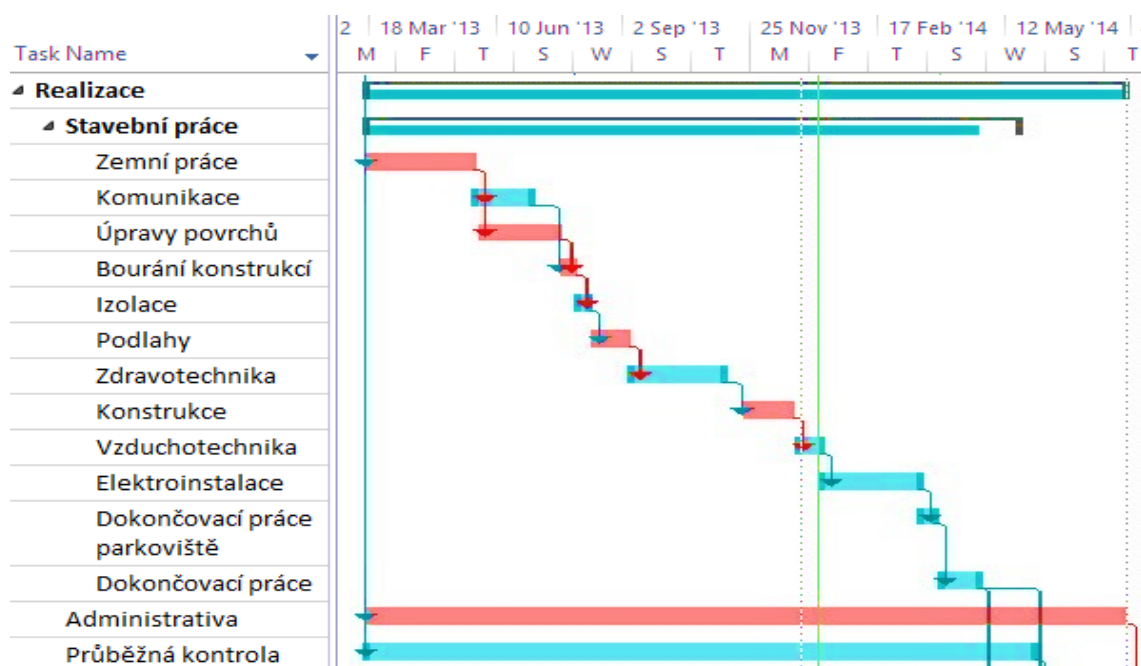 2 18 Mar '13 10 Jun '13 2 Sep '13 25 Nov '13 17 Feb '14 12 May '14
Task Name M F T S W S T M F T S W S T
Realizace
Stavební práce
Zemní práce
Komunikace
Úpravy povrchů
Bourání konstrukcí
Izolace
Podlahy
Zdravotechnika
Konstrukce
Vzduchotechnika
Elektroinstalace
Dokončovací práce
parkoviště
Dokončovací práce
Administrativa
Průběžná kontrola